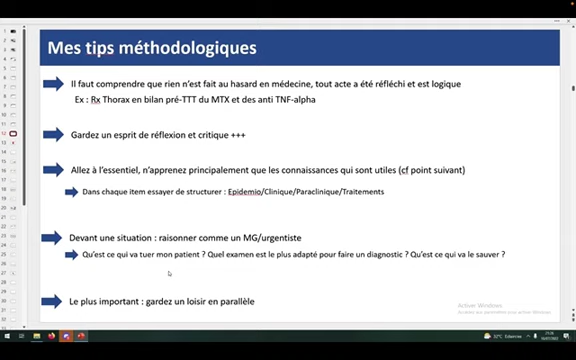 Mes tips méthodologiques
Il faut comprendre que rien n'est fait au hasard en médecine, tout acte a été réfléchi et est logique
Ex : Rx Thorax en bilan pré-TTT du MTX et des anti TNF-alpha
Gardez un esprit de réflexion et critique +++
Allez à l'essentiel, n'apprenez principalement que les connaissances qui sont utiles (cf point suivant)
Dans chaque item essayer de structurer : Epidemio/Clinique/Paraclinique/Traitements
Devant une situation : raisonner comme un MG/urgentiste
Qu'est ce qui va tuer mon patient ? Quel examen est le plus adapté pour faire un diagnostic ? Qu'est ce qui va le sauver ?
Le plus important : gardez un loisir en parallèle
Activer Windows